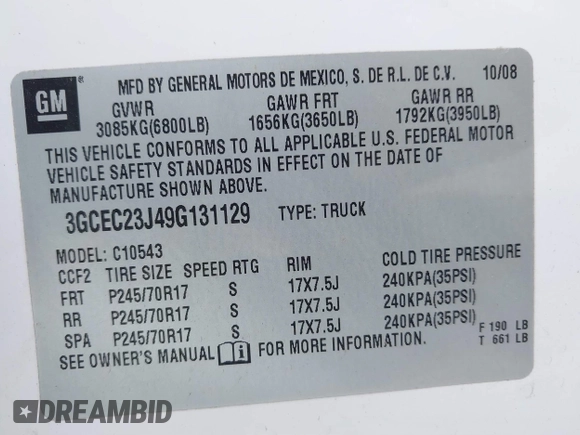 GM
MFD BY GENERAL MOTORS DE MEXICO, S. DE R.L. DE C.V. 10/08
GVWR GAWR FRT GAWR RR
3085KG(6800LB) 1656KG(3650LB) 1792KG(3950LB)
THIS VEHICLE CONFORMS TO ALL APPLICABLE U.S. FEDERAL MOTOR
VEHICLE SAFETY STANDARDS IN EFFECT ON THE DATE OF
MANUFACTURE SHOWN ABOVE.
3GCEC23J49G131129 TYPE: TRUCK
MODEL: C10543
CCF2 TIRE SIZE SPEED RTG RIM COLD TIRE PRESSURE
FRT P245/70R17 S 17X7.5J 240KPA(35PSI)
RR P245/70R17 S 17X7.5J 240KPA(35PSI)
SPA P245/70R17 S 17X7.5J 240KPA(35PSI)
F 190 LB
SEE OWNER'S MANUAL FOR MORE INFORMATION. T 661 LB
DREAMBID